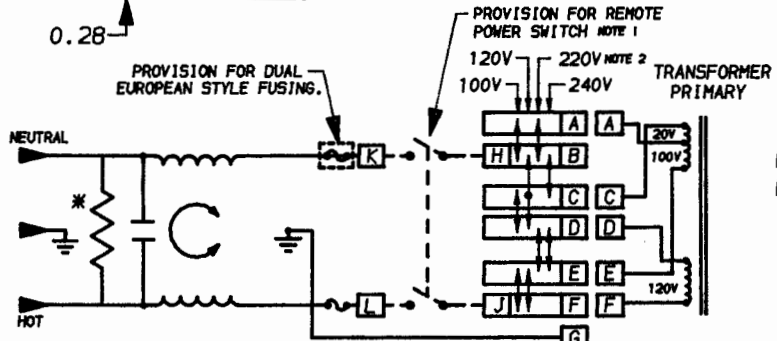 0.28
PROVISION FOR REMOTE
POWER SWITCH NOTE 1
120V 220V NOTE 2
100V 240V
TRANSFORMER
PRIMARY
PROVISION FOR DUAL
EUROPEAN STYLE FUSING.
NEUTRAL
A A
20V
100V
K H B
*
C C
D D
E E
120V
L J F F
HOT
G